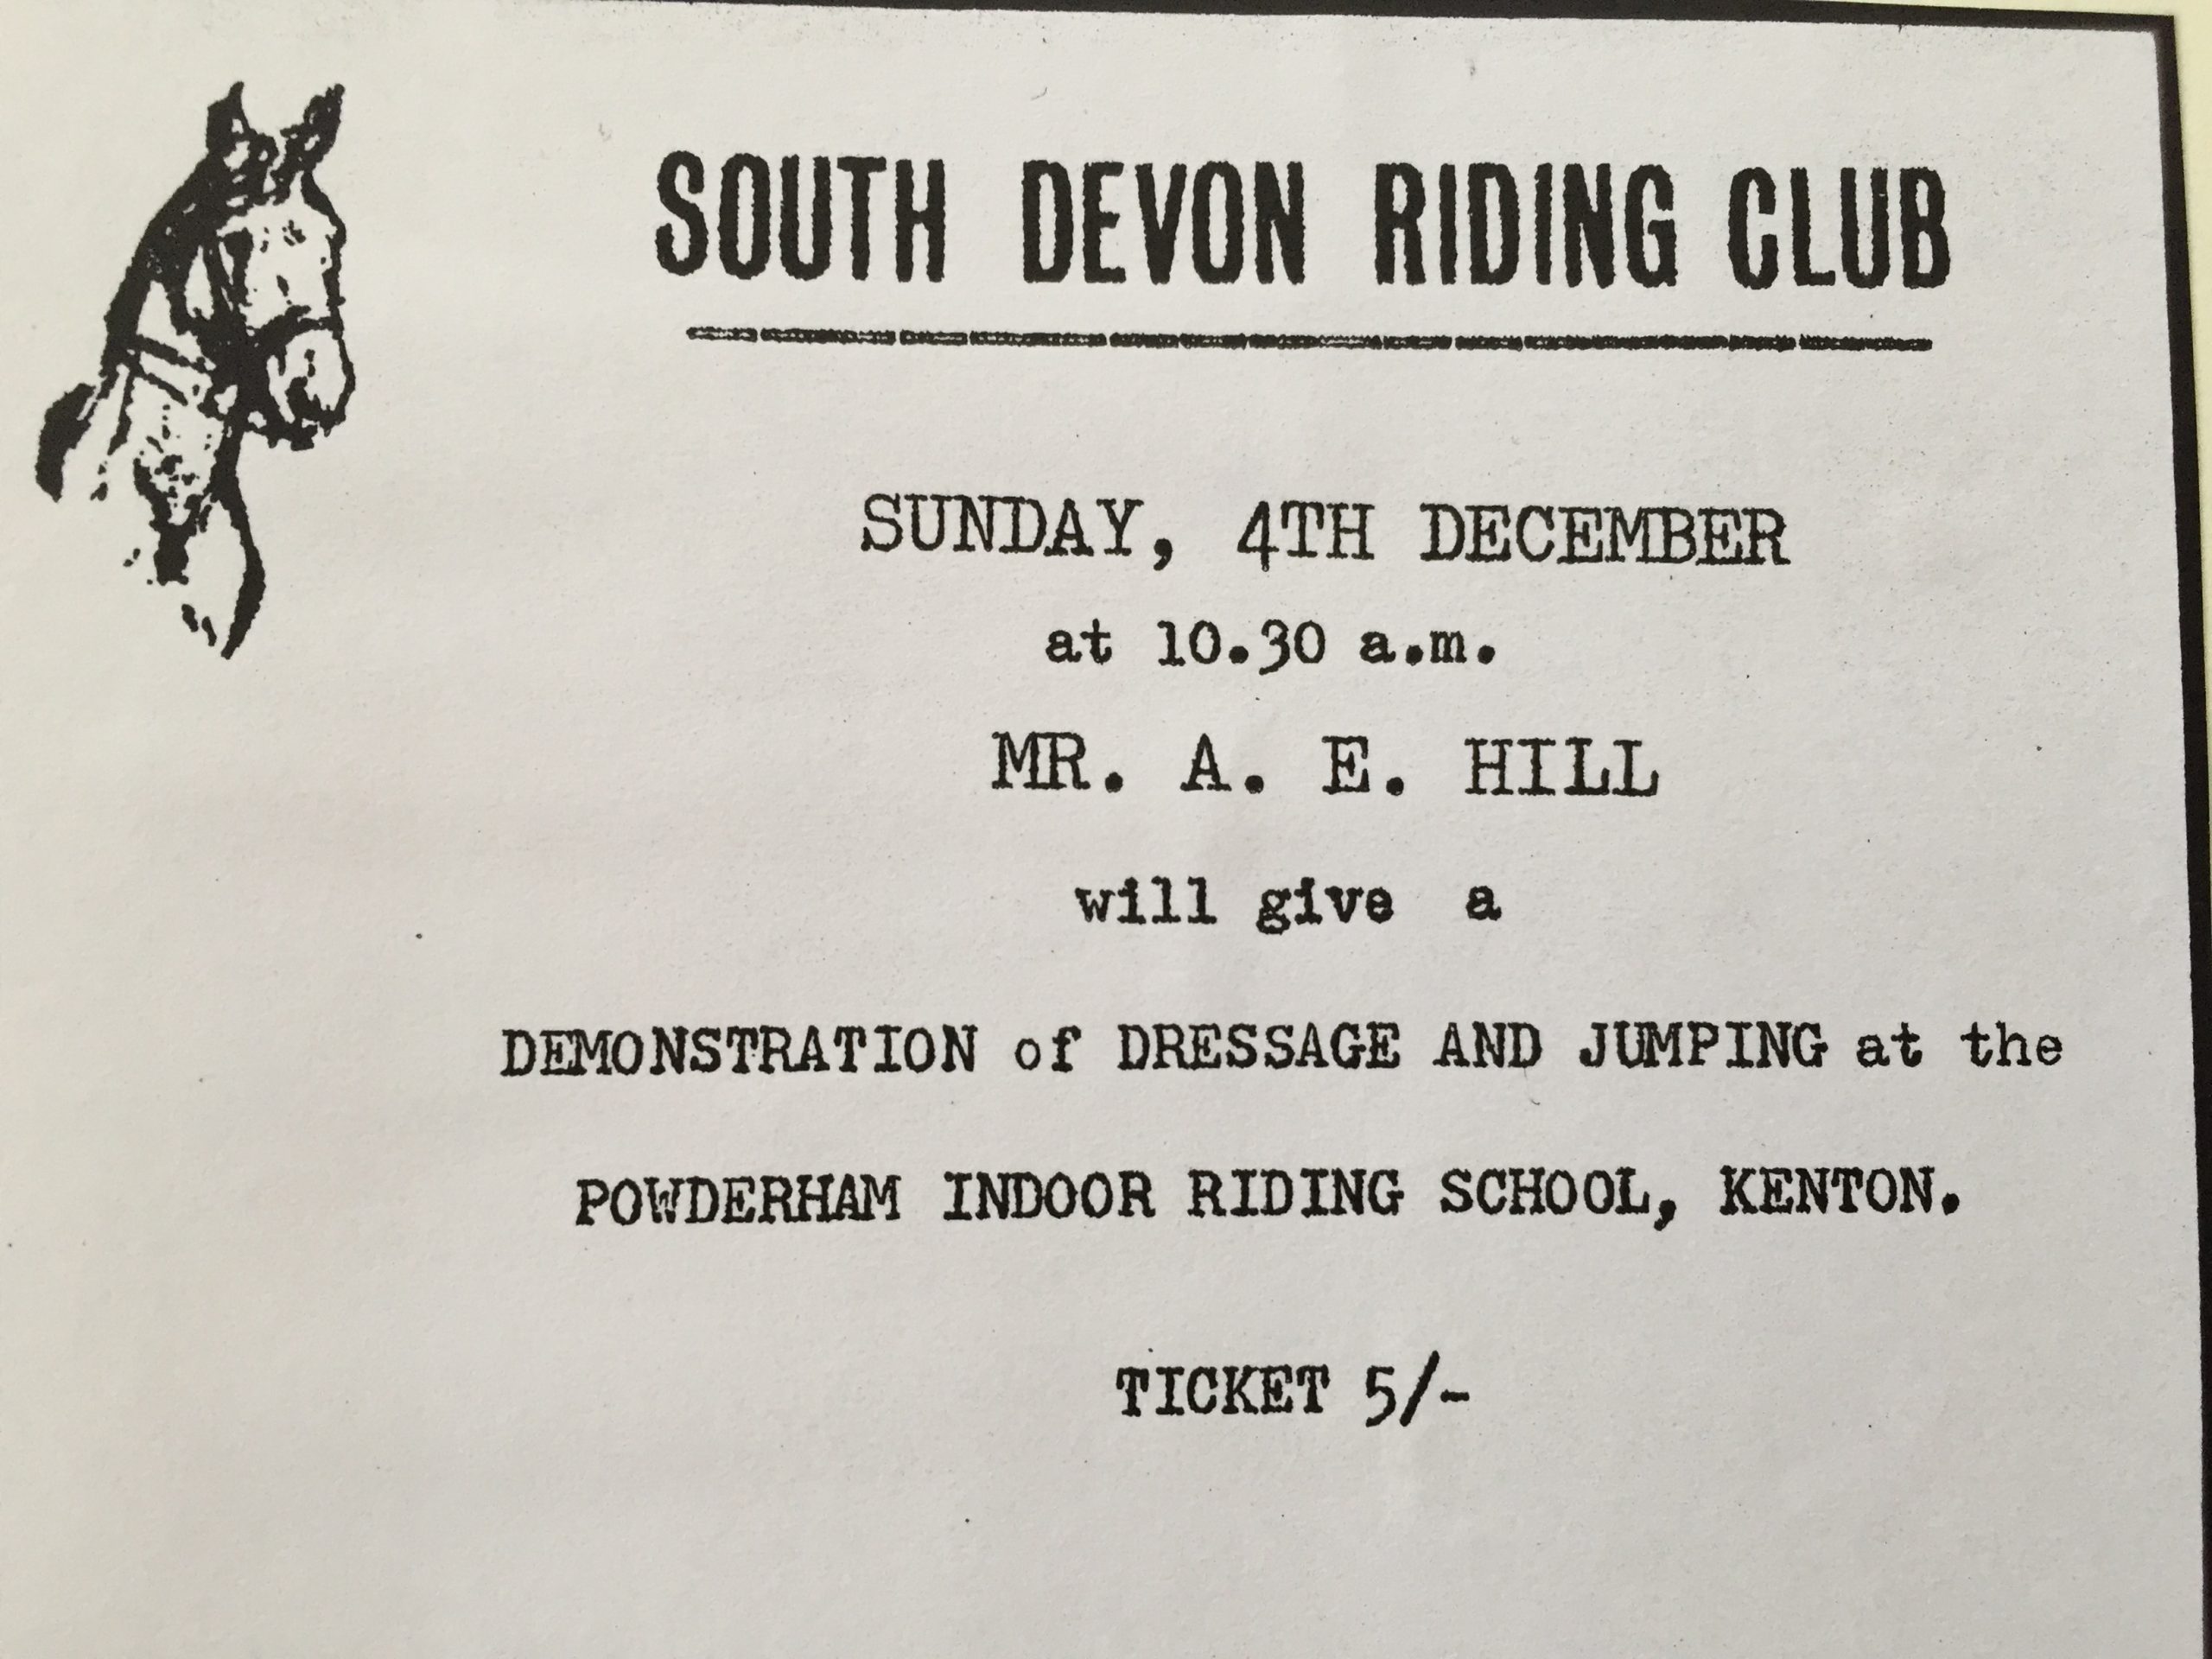 SOUTH DEVON RIDING CLUB
SUNDAY, 4TH DECEMBER
at 10.30 a.m.
MR. A. E. HILL
will give a
DEMONSTRATION of DRESSAGE AND JUMPING at the
POWDERHAM INDOOR RIDING SCHOOL, KENTON.
TICKET 5/-